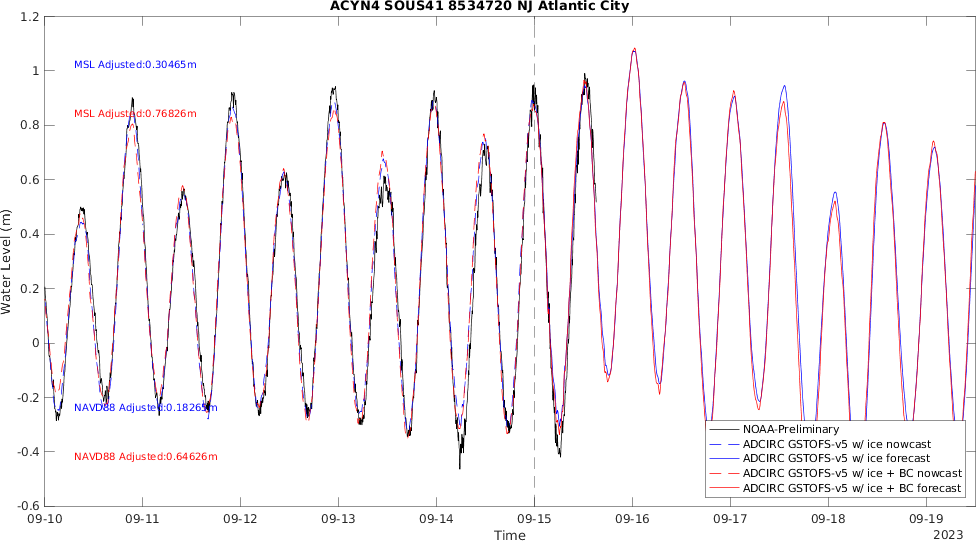 ACYN4 SOUS41 8534720 NJ Atlantic City
1.2
1
0.8
0.6
0.4
0.2
0
-0.2
-0.4
-0.6
Water Level (m)
MSL Adjusted:0.30465m
MSL Adjusted:0.76826m
NAVD88 Adjusted:0.18265m
NAVD88 Adjusted:0.64626m
NOAA-Preliminary
ADCIRC GSTOFS-v5 w/ ice nowcast
ADCIRC GSTOFS-v5 w/ ice forecast
ADCIRC GSTOFS-v5 w/ ice + BC nowcast
ADCIRC GSTOFS-v5 w/ ice + BC forecast
09-10 09-11 09-12 09-13 09-14 09-15 09-16 09-17 09-18 09-19
Time
2023